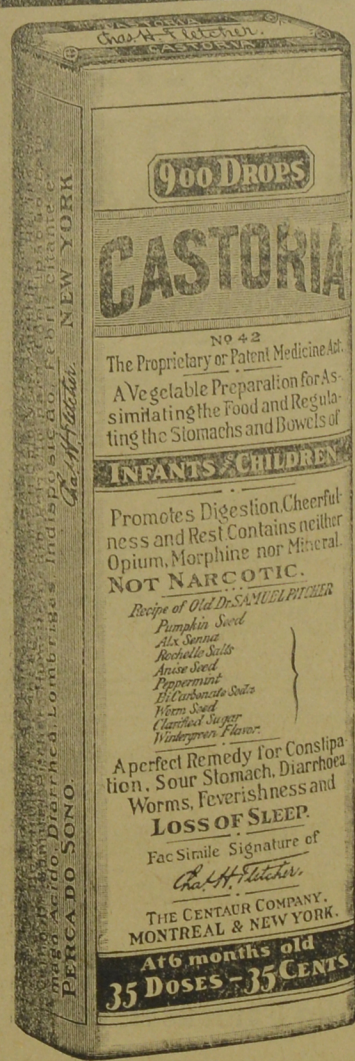 CASTORIA
Chas. H. Fletcher.
CASTORIA
900 DROPS
CASTORIA
Nº 42
The Proprietary or Patent Medicine Act.
A Vegetable Preparation for As-
similating the Food and Regula-
ting the Stomachs and Bowels of
INFANTS & CHILDREN
Promotes Digestion, Cheerful-
ness and Rest. Contains neither
Opium, Morphine nor Mineral.
NOT NARCOTIC.
Recipe of Old Dr. SAMUEL PITCHER
Pumpkin Seed
Alx Senna
Rochelle Salts
Anise Seed
Peppermint
Bi Carbonate Soda
Worm Seed
Clarified Sugar
Wintergreen Flavor.
A perfect Remedy for Constipa-
tion, Sour Stomach, Diarrhoea
Worms, Feverishness and
LOSS OF SLEEP.
Fac Simile Signature of
Chas. H. Fletcher.
THE CENTAUR COMPANY.
MONTREAL & NEW YORK.
At 6 months old
35 DOSES - 35 CENTS
mago Acido, Diarrhea, Lombrigas Indisposicão, Febricitante e
PERCA DO SONO.
Chas. H. Fletcher.
NEW YORK